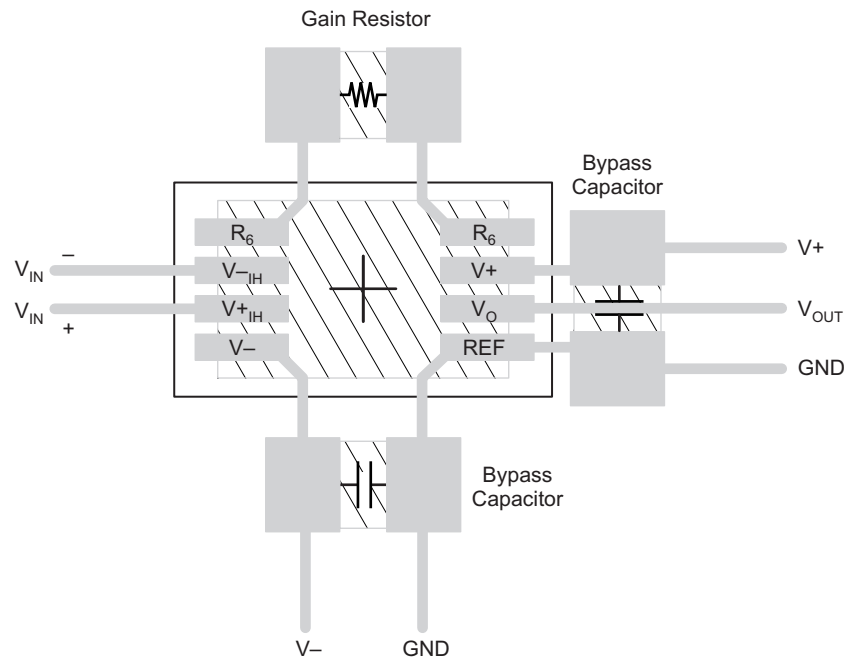 Gain Resistor
Bypass
Capacitor
R6 R6
V+
VIN – V–IH V+
VIN + V+IH VO VOUT
V– REF
GND
Bypass
Capacitor
V– GND